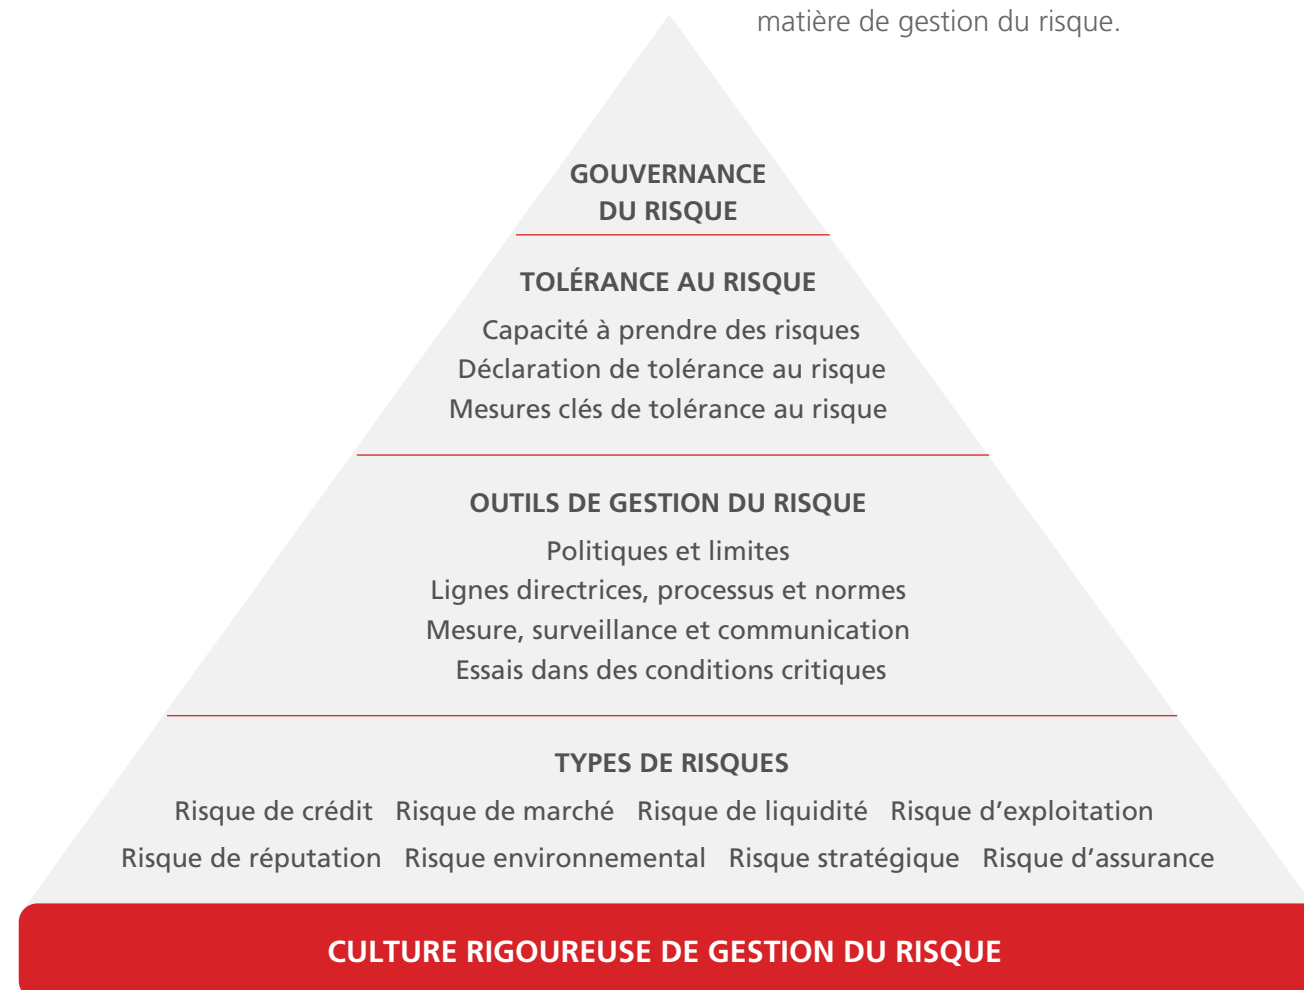 matière de gestion du risque.
GOUVERNANCE
DU RISQUE
TOLÉRANCE AU RISQUE
Capacité à prendre des risques
Déclaration de tolérance au risque
Mesures clés de tolérance au risque
OUTILS DE GESTION DU RISQUE
Politiques et limites
Lignes directrices, processus et normes
Mesure, surveillance et communication
Essais dans des conditions critiques
TYPES DE RISQUES
Risque de crédit Risque de marché Risque de liquidité Risque d’exploitation
Risque de réputation Risque environnemental Risque stratégique Risque d’assurance
CULTURE RIGOUREUSE DE GESTION DU RISQUE